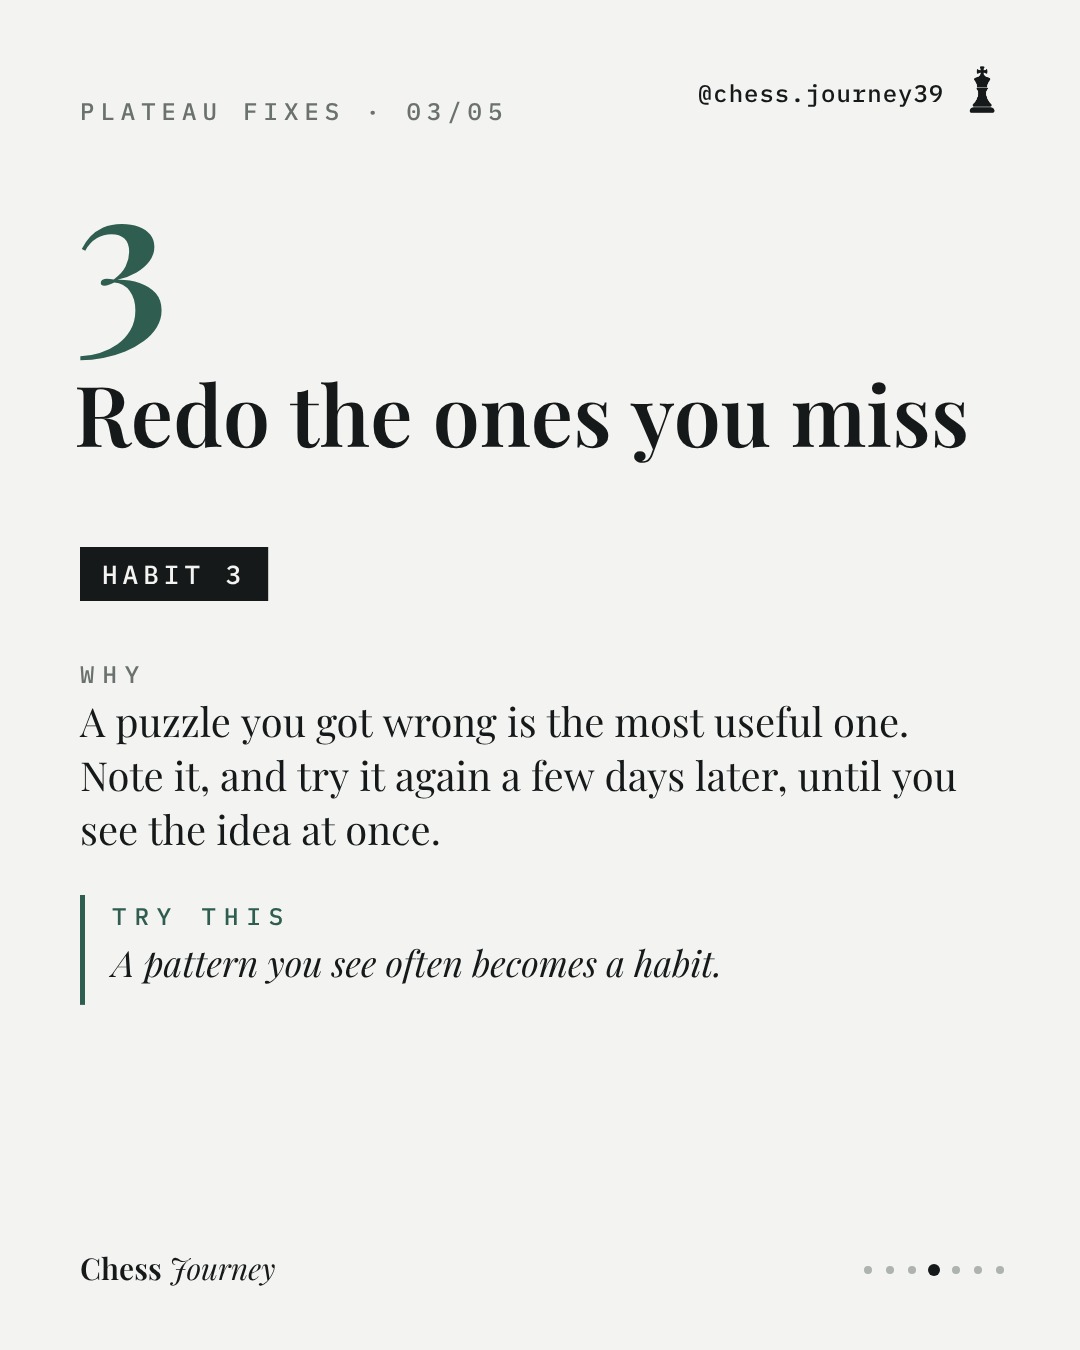 PLATEAU FIXES · 03/05
@chess.journey39
3
Redo the ones you miss
HABIT 3
WHY
A puzzle you got wrong is the most useful one.
Note it, and try it again a few days later, until you
see the idea at once.
TRY THIS
A pattern you see often becomes a habit.
Chess Journey